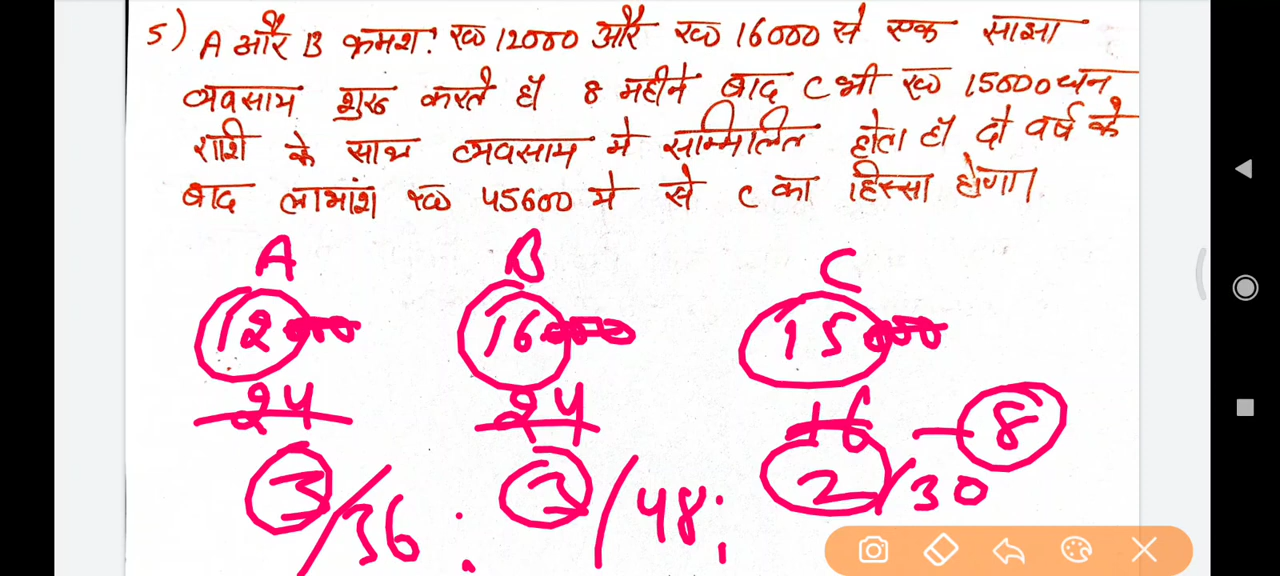 5) A और B क्रमश: रू 12000 और रू 16000 से एक साझा
व्यवसाय शुरू करते हैं 8 महीने बाद C भी रू 15000 धन
राशी के साथ व्यवसाय में सम्मिलित होता है दो वर्ष के
बाद लाभांश रू 45600 में से C का हिस्सा होगा।
A B C
12000 16000 15000
24 24 16 – 8
3/36 : 3/48 : 2/30